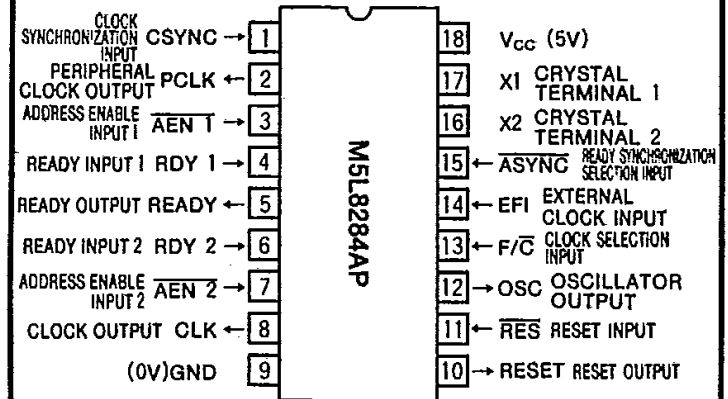 CLOCK
SYNCHRONIZATION CSYNC → 1
INPUT
PERIPHERAL
CLOCK OUTPUT PCLK ← 2
ADDRESS ENABLE
INPUT 1 AEN 1 → 3
READY INPUT 1 RDY 1 → 4
READY OUTPUT READY ← 5
READY INPUT 2 RDY 2 → 6
ADDRESS ENABLE
INPUT 2 AEN 2 → 7
CLOCK OUTPUT CLK ← 8
(0V)GND 9
M5L8284AP
18 VCC (5V)
17 X1 CRYSTAL
TERMINAL 1
16 X2 CRYSTAL
TERMINAL 2
15 ← ASYNC READY SYNCHRONIZATION
SELECTION INPUT
14 ← EFI EXTERNAL
CLOCK INPUT
13 ← F/C CLOCK SELECTION
INPUT
12 → OSC OSCILLATOR
OUTPUT
11 ← RES RESET INPUT
10 → RESET RESET OUTPUT